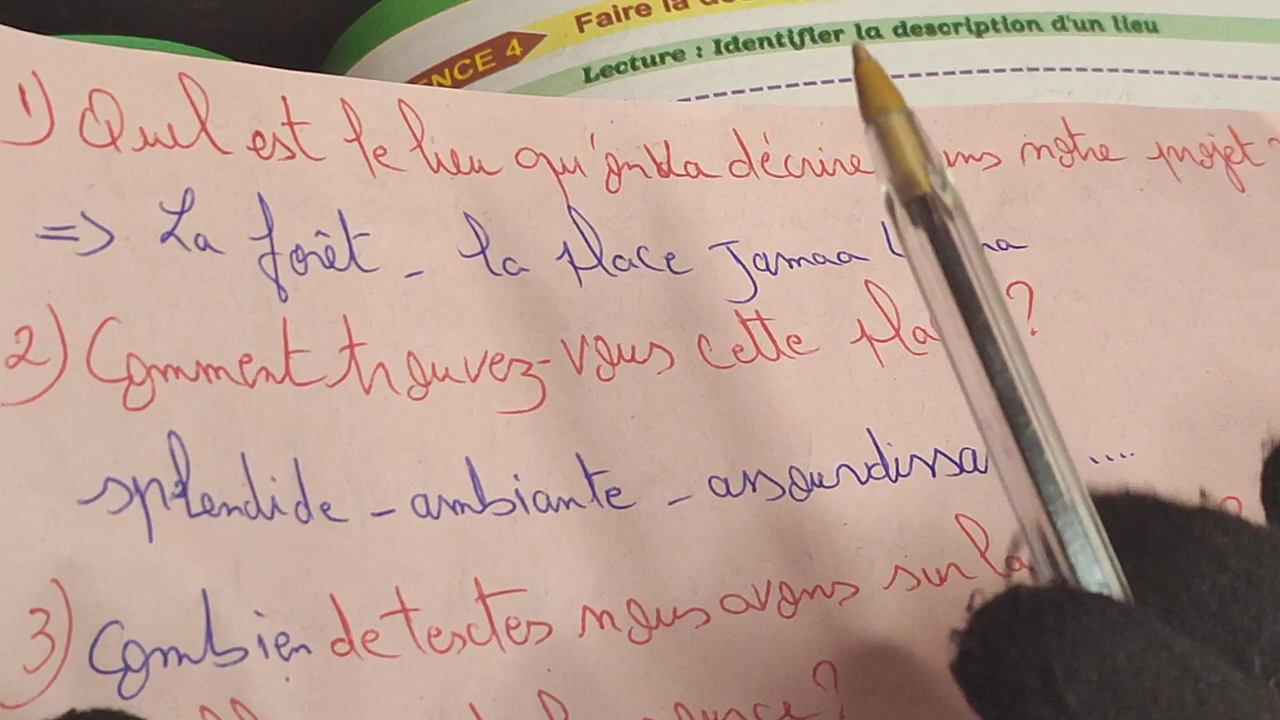 NCE 4 Faire la
Lecture : Identifier la description d'un lieu
1) Quel est le lieu qu'on va décrire notre projet ?
=> La forêt - la place Jamaa
2) Comment trouvez-vous cette ?
splendide - ambiante - assourdissa ....
3) Combien de textes nous avons sur la ?
?